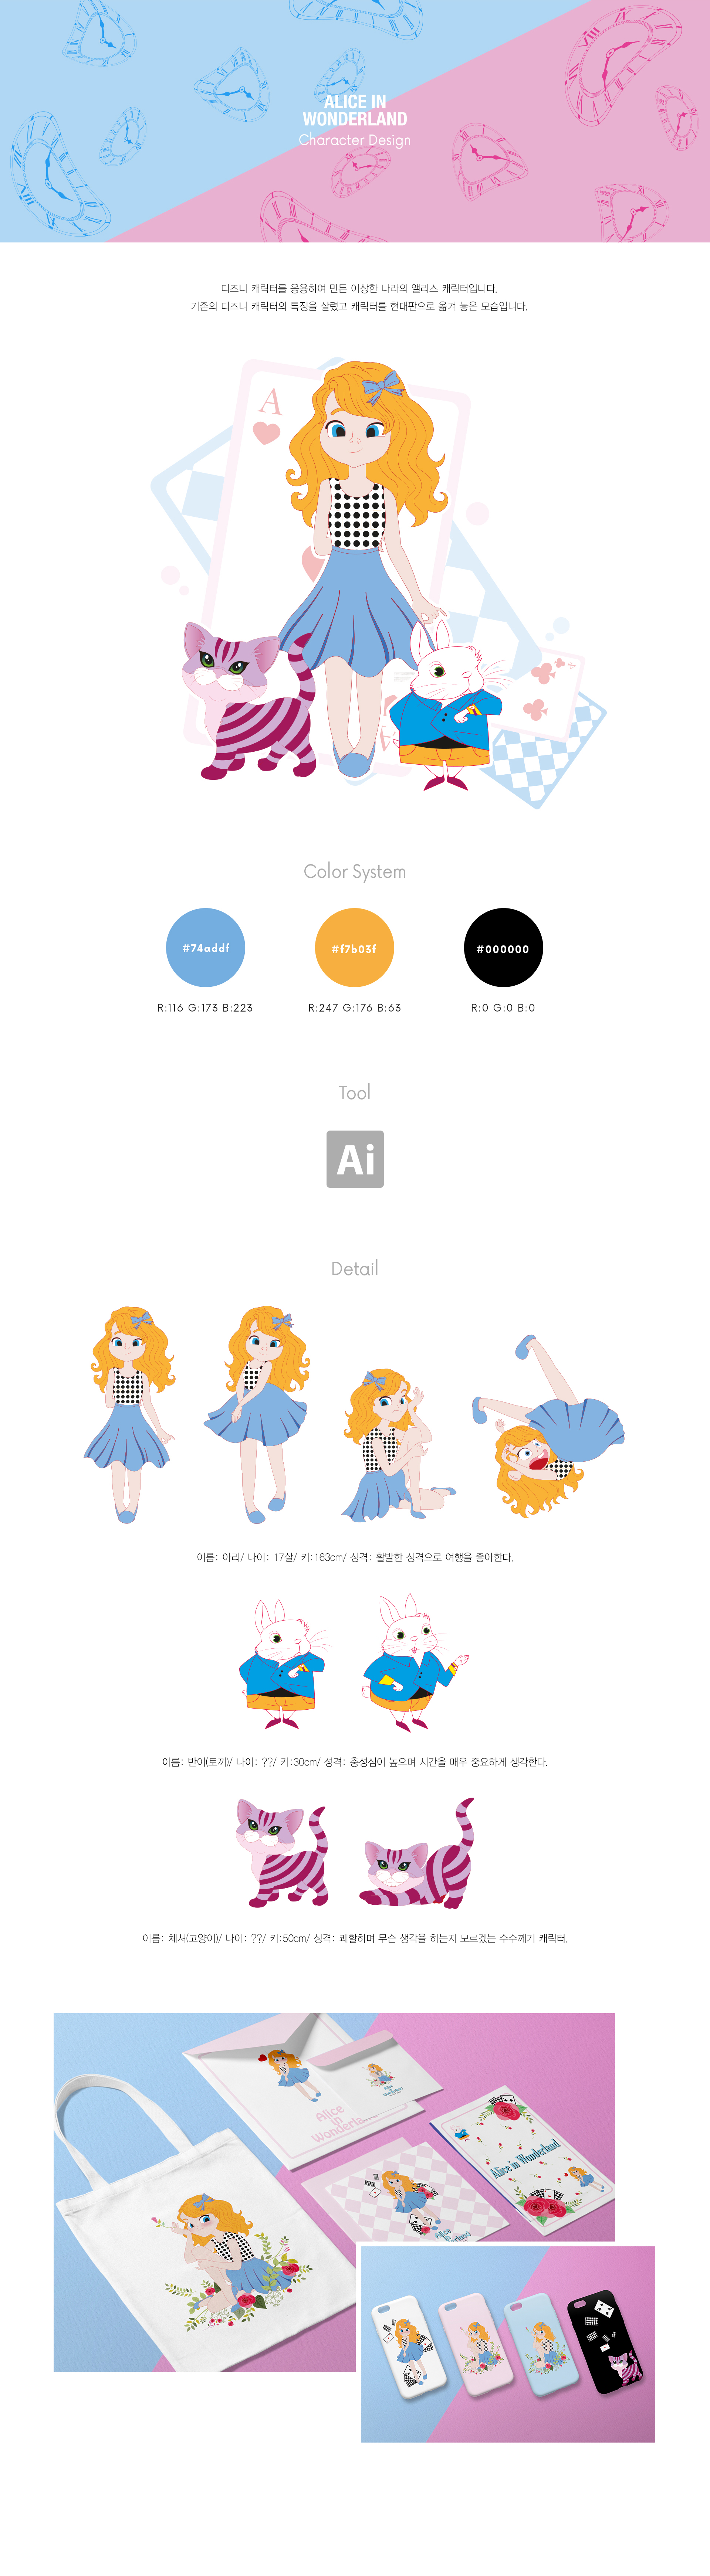 ALICE IN
WONDERLAND
Character Design
디즈니 캐릭터를 응용하여 만든 이상한 나라의 앨리스 캐릭터입니다.
기존의 디즈니 캐릭터의 특징을 살렸고 캐릭터를 현대판으로 옮겨 놓은 모습입니다.
A
Color System
#74addf
#f7b03f
#000000
R:116 G:173 B:223
R:247 G:176 B:63
R:0 G:0 B:0
Tool
Ai
Detail
이름: 아리/ 나이: 17살/ 키:163cm/ 성격: 활발한 성격으로 여행을 좋아한다.
이름: 반이(토끼)/ 나이: ??/ 키:30cm/ 성격: 충성심이 높으며 시간을 매우 중요하게 생각한다.
이름: 체셔(고양이)/ 나이: ??/ 키:50cm/ 성격: 쾌활하며 무슨 생각을 하는지 모르겠는 수수께기 캐릭터.
Alice
in
Wonderla
Alice
in
Wonderland
Alice in Wonderland
Alice
in
Wonderland